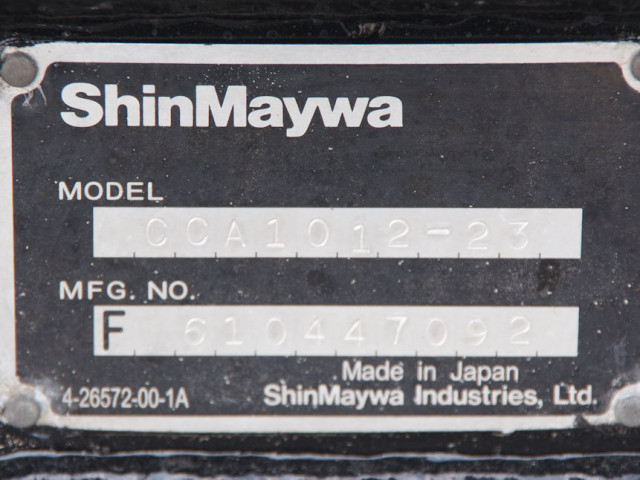 ShinMaywa
MODEL
CCA1012-23
MFG. NO.
F 610447092
Made in Japan
4-26572-00-1A ShinMaywa Industries, Ltd.